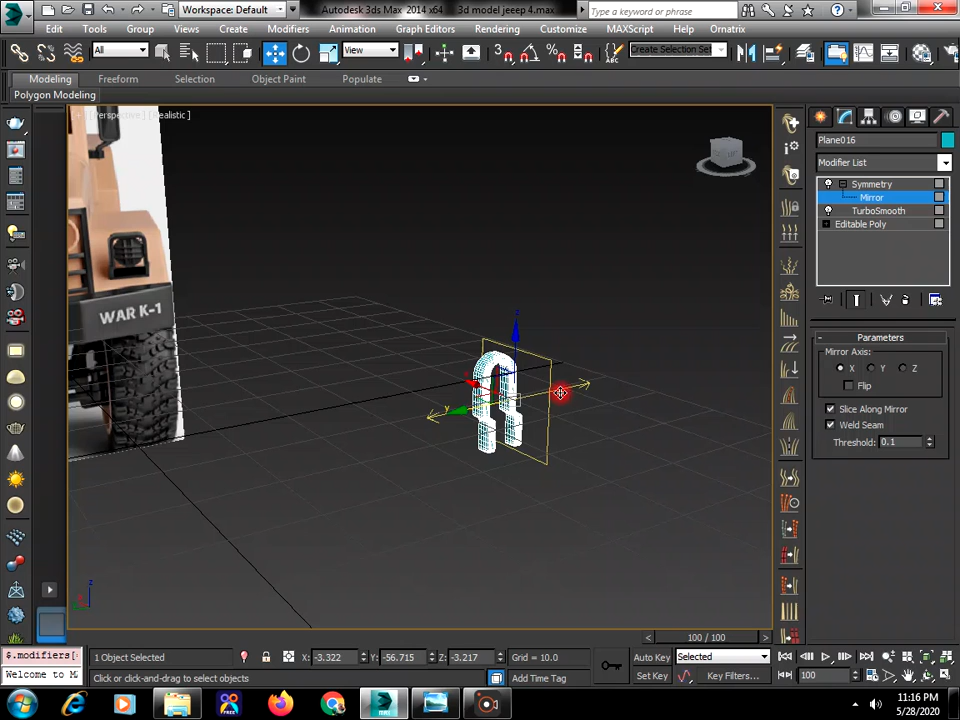 Workspace: Default
Autodesk 3ds Max 2014 x64
3d model jeeep 4.max
Type a keyword or phrase
Edit Tools Group Views Create Modifiers Animation Graph Editors Rendering Customize MAXScript Help Ornatrix
All
View
Create Selection Set
Modeling Freeform Selection Object Paint Populate
Polygon Modeling
[Perspective] [Realistic]
WAR K-1
Plane016
Modifier List
Symmetry
Mirror
TurboSmooth
Editable Poly
Parameters
Mirror Axis:
X Y Z
Flip
Slice Along Mirror
Weld Seam
Threshold: 0.1
100 / 100
$.modifiers[
Welcome to M
1 Object Selected
X: -3.322 Y: -56.715 Z: -3.217 Grid = 10.0
Auto Key Selected
Click or click-and-drag to select objects
Add Time Tag
Set Key
Key Filters...
100
11:16 PM
5/28/2020